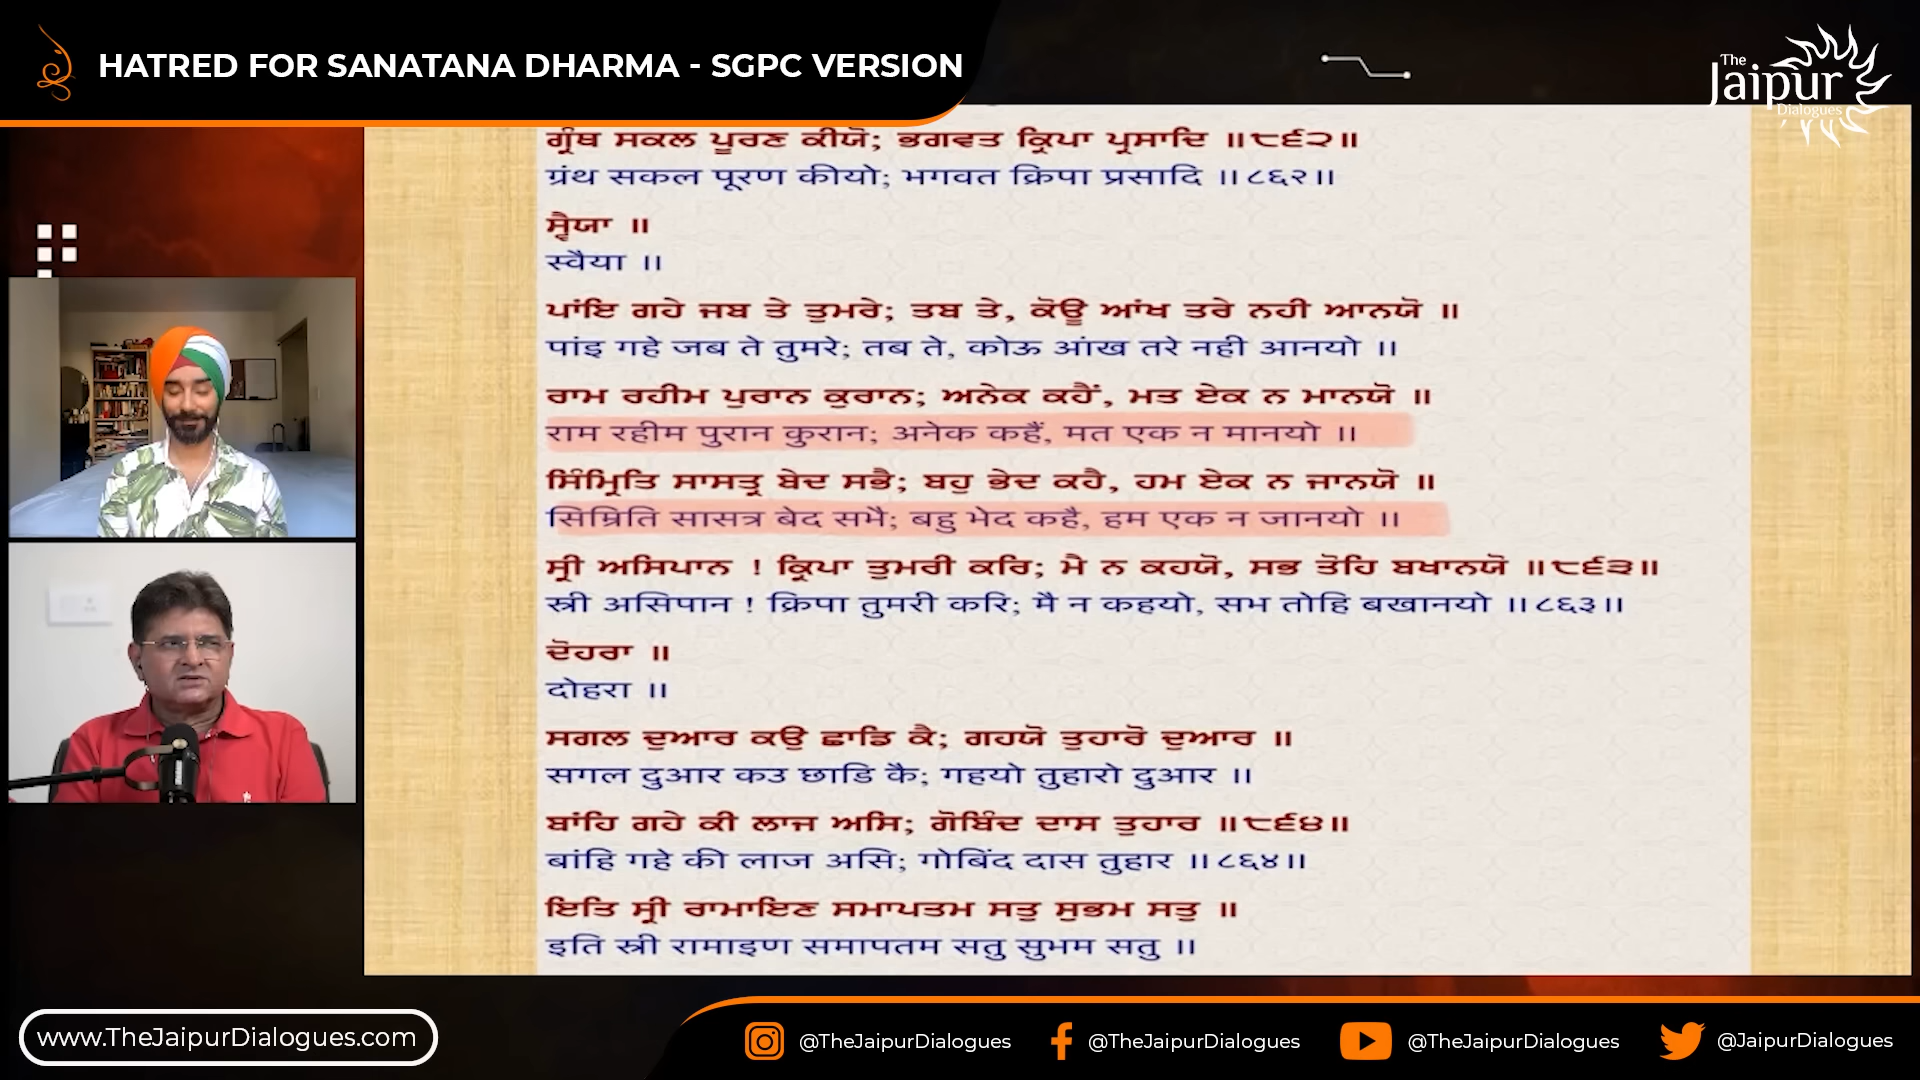 HATRED FOR SANATANA DHARMA - SGPC VERSION
The
Jaipur
Dialogues
ਗ੍ਰੰਥ ਸਕਲ ਪੂਰਣ ਕੀਯੋ; ਭਗਵਤ ਕ੍ਰਿਪਾ ਪ੍ਰਸਾਦਿ ॥੮੬੨॥
ग्रंथ सकल पूरण कीयो; भगवत क्रिपा प्रसादि ॥८६२॥
ਸ੍ਵੈਯਾ ॥
स्वैया ॥
ਪਾਂਇ ਗਹੇ ਜਬ ਤੇ ਤੁਮਰੇ; ਤਬ ਤੇ, ਕੋਊ ਆਂਖ ਤਰੇ ਨਹੀ ਆਨਯੋ ॥
पांइ गहे जब ते तुमरे; तब ते, कोऊ आंख तरे नही आनयो ॥
ਰਾਮ ਰਹੀਮ ਪੁਰਾਨ ਕੁਰਾਨ; ਅਨੇਕ ਕਹੈਂ, ਮਤ ਏਕ ਨ ਮਾਨਯੋ ॥
राम रहीम पुरान कुरान; अनेक कहैं, मत एक न मानयो ॥
ਸਿੰਮ੍ਰਿਤਿ ਸਾਸਤ੍ਰ ਬੇਦ ਸਭੈ; ਬਹੁ ਭੇਦ ਕਹੈ, ਹਮ ਏਕ ਨ ਜਾਨਯੋ ॥
सिम्रिति सासत्र बेद सभै; बहु भेद कहै, हम एक न जानयो ॥
ਸ੍ਰੀ ਅਸਿਪਾਨ ! ਕ੍ਰਿਪਾ ਤੁਮਰੀ ਕਰਿ; ਮੈ ਨ ਕਹਯੋ, ਸਭ ਤੋਹਿ ਬਖਾਨਯੋ ॥੮੬੩॥
स्री असिपान ! क्रिपा तुमरी करि; मै न कहयो, सभ तोहि बखानयो ॥८६३॥
ਦੋਹਰਾ ॥
दोहरा ॥
ਸਗਲ ਦੁਆਰ ਕਉ ਛਾਡਿ ਕੈ; ਗਹਯੋ ਤੁਹਾਰੋ ਦੁਆਰ ॥
सगल दुआर कउ छाडि कै; गहयो तुहारो दुआर ॥
ਬਾਂਹਿ ਗਹੇ ਕੀ ਲਾਜ ਅਸਿ; ਗੋਬਿੰਦ ਦਾਸ ਤੁਹਾਰ ॥੮੬੪॥
बांहि गहे की लाज असि; गोबिंद दास तुहार ॥८६४॥
ਇਤਿ ਸ੍ਰੀ ਰਾਮਾਇਣ ਸਮਾਪਤਮ ਸਤੁ ਸੁਭਮ ਸਤੁ ॥
इति स्री रामाइण समापतम सतु सुभम सतु ॥
www.TheJaipurDialogues.com
@TheJaipurDialogues @TheJaipurDialogues @TheJaipurDialogues @JaipurDialogues